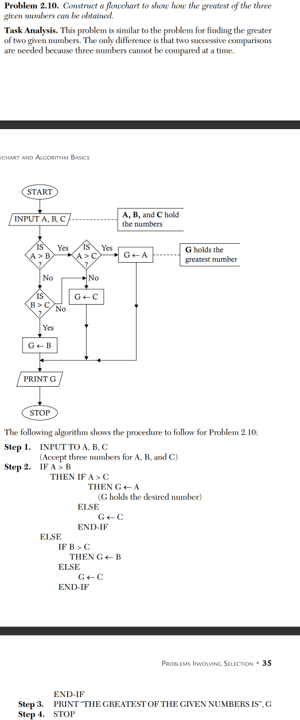 Problem 2.10. Construct a flowchart to show how the greatest of the three
given numbers can be obtained.
Task Analysis. This problem is similar to the problem for finding the greater
of two given numbers. The only difference is that two successive comparisons
are needed because three numbers cannot be compared at a time.
CHART AND ALGORITHM BASICS
START
INPUT A, B, C
A, B, and C hold
the numbers
IS
A > B
?
Yes
IS
A > C
?
Yes
G ← A
G holds the
greatest number
No
No
IS
B > C
?
No
G ← C
Yes
G ← B
PRINT G
STOP
The following algorithm shows the procedure to follow for Problem 2.10:
Step 1. INPUT TO A, B, C
(Accept three numbers for A, B, and C)
Step 2. IF A > B
THEN IF A > C
THEN G ← A
(G holds the desired number)
ELSE
G ← C
END-IF
ELSE
IF B > C
THEN G ← B
ELSE
G ← C
END-IF
PROBLEMS INVOLVING SELECTION • 35
END-IF
Step 3. PRINT "THE GREATEST OF THE GIVEN NUMBERS IS", G
Step 4. STOP